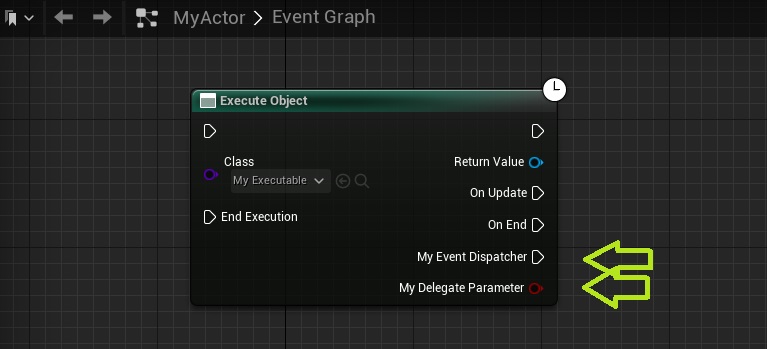 MyActor > Event Graph
Execute Object
Class
My Executable
Return Value
On Update
End Execution
On End
My Event Dispatcher
My Delegate Parameter